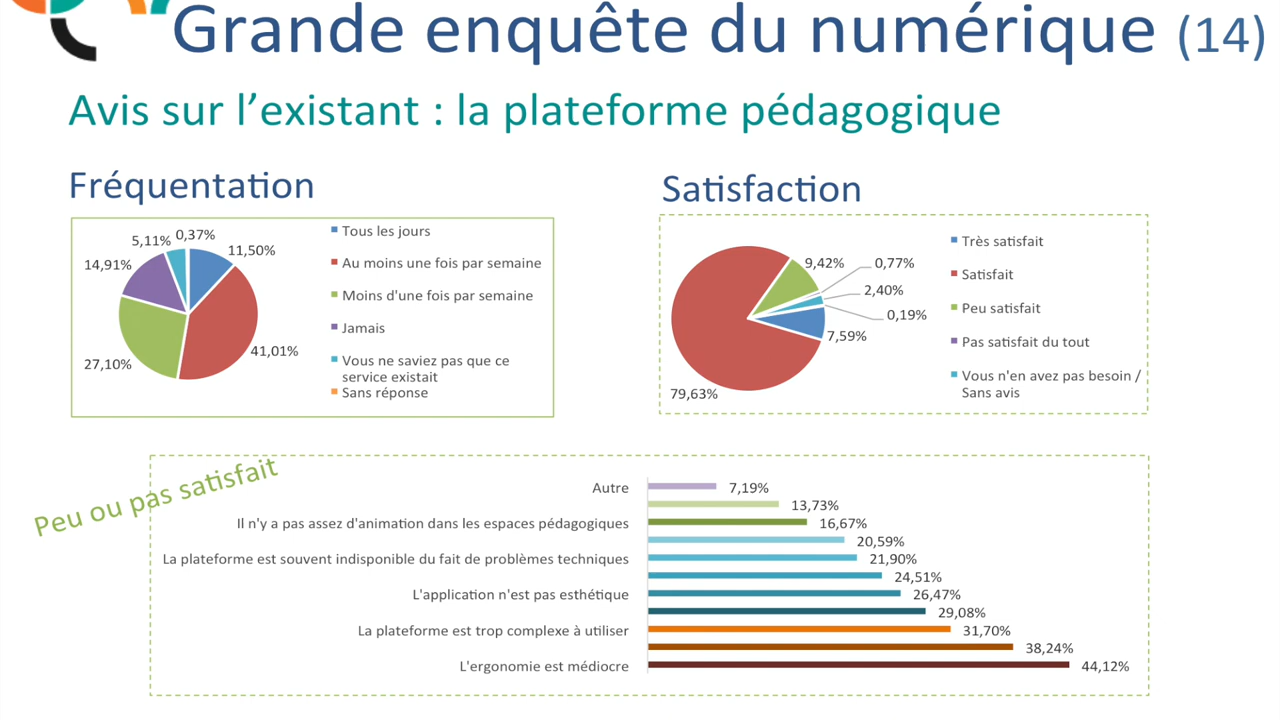 Grande enquête du numérique (14)
Avis sur l’existant : la plateforme pédagogique
Fréquentation
5,11%
0,37%
11,50%
14,91%
41,01%
27,10%
Tous les jours
Au moins une fois par semaine
Moins d'une fois par semaine
Jamais
Vous ne saviez pas que ce
service existait
Sans réponse
Satisfaction
9,42%
0,77%
2,40%
0,19%
7,59%
79,63%
Très satisfait
Satisfait
Peu satisfait
Pas satisfait du tout
Vous n'en avez pas besoin /
Sans avis
Peu ou pas satisfait
Autre 7,19%
13,73%
Il n'y a pas assez d'animation dans les espaces pédagogiques 16,67%
20,59%
La plateforme est souvent indisponible du fait de problèmes techniques 21,90%
24,51%
L'application n'est pas esthétique 26,47%
29,08%
La plateforme est trop complexe à utiliser 31,70%
38,24%
L'ergonomie est médiocre 44,12%